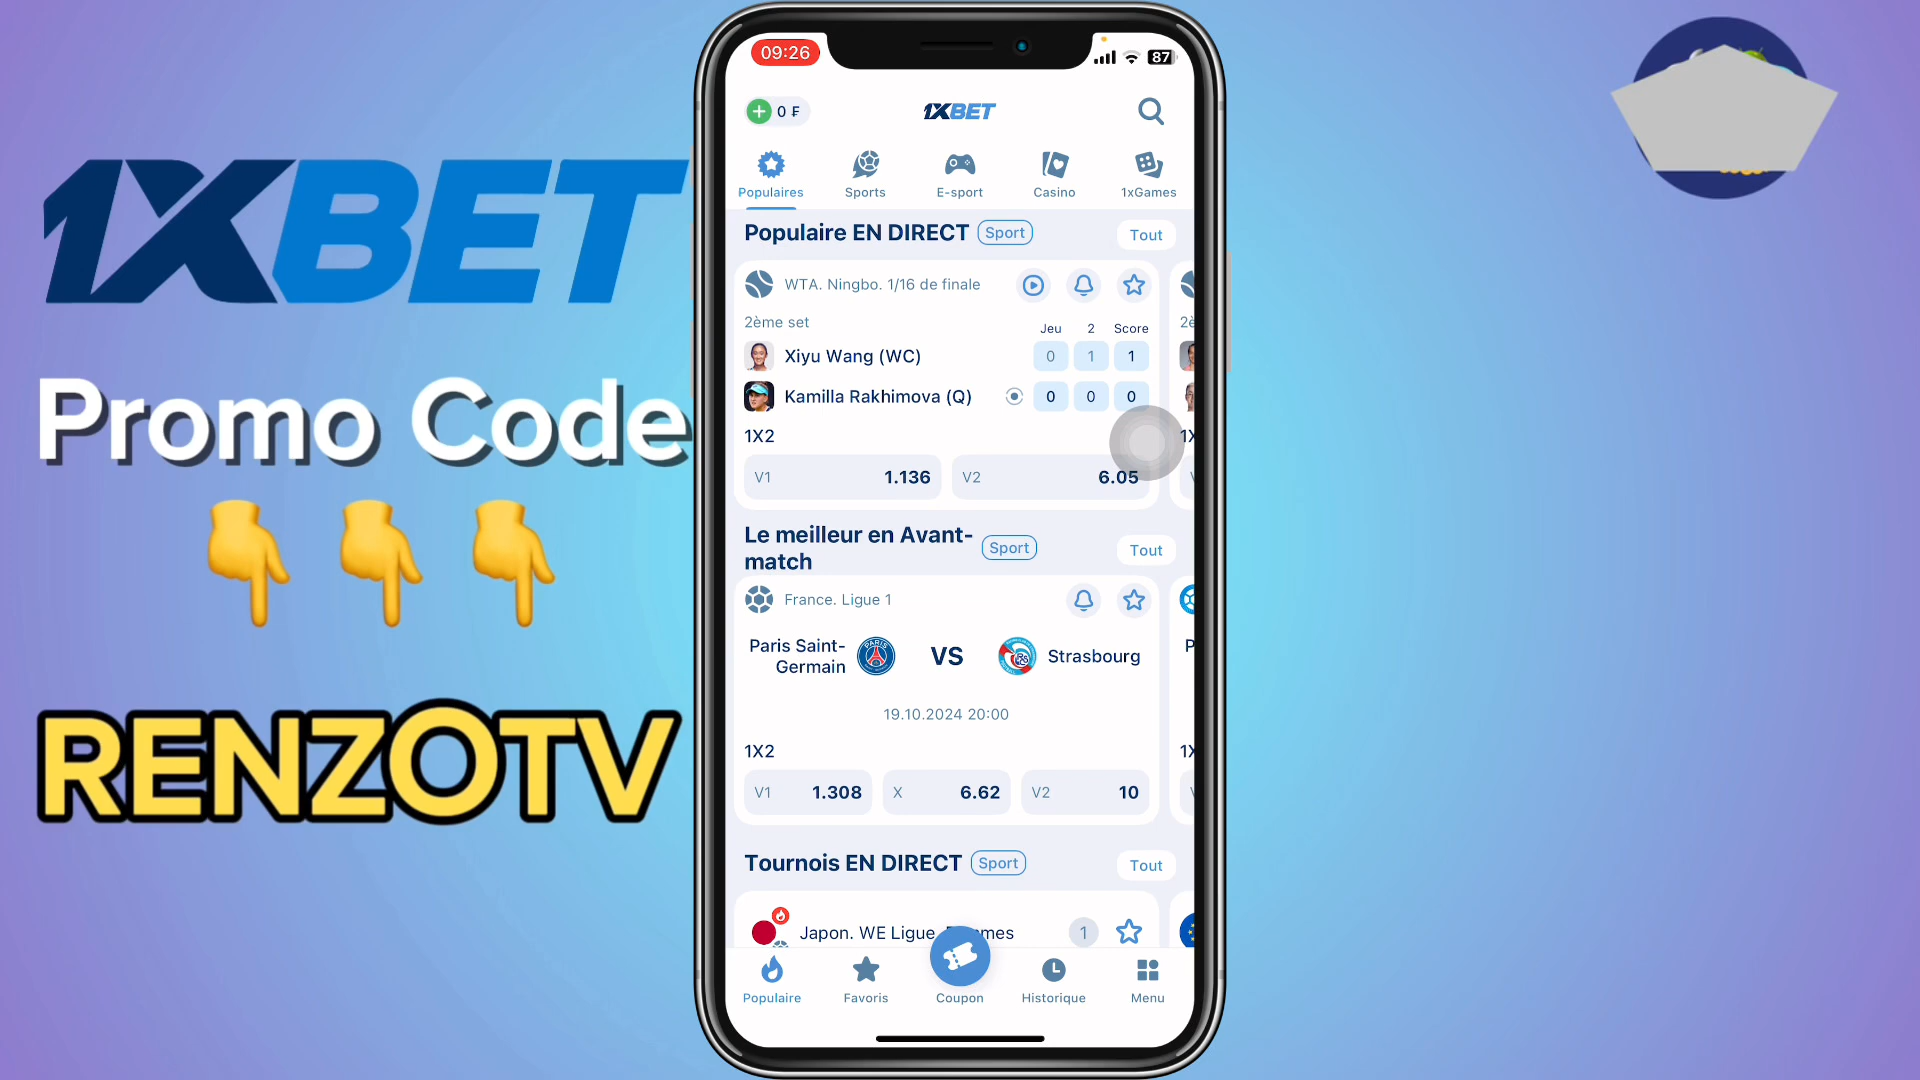 1XBET
Promo Code
👇 👇 👇
RENZOTV
09:26
87
0 ₣
1XBET
Populaires
Sports
E-sport
Casino
1xGames
Populaire EN DIRECT
Sport
Tout
WTA. Ningbo. 1/16 de finale
2ème set
Jeu 2 Score
Xiyu Wang (WC) 0 1 1
Kamilla Rakhimova (Q) 0 0 0
1X2
V1 1.136 V2 6.05
Le meilleur en Avant-
match
Sport
Tout
France. Ligue 1
Paris Saint-
Germain
VS
Strasbourg
19.10.2024 20:00
1X2
V1 1.308 X 6.62 V2 10
Tournois EN DIRECT
Sport
Tout
Japon. WE Ligue. 1
Populaire
Favoris
Coupon
Historique
Menu